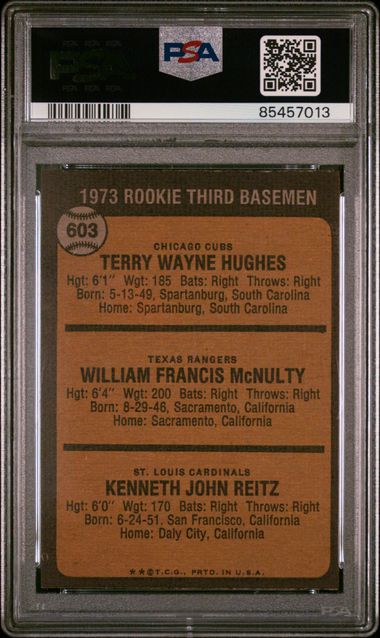 PSA
85457013
1973 ROOKIE THIRD BASEMEN
603
CHICAGO CUBS
TERRY WAYNE HUGHES
Hgt: 6'1" Wgt: 185 Bats: Right Throws: Right
Born: 5-13-49, Spartanburg, South Carolina
Home: Spartanburg, South Carolina
TEXAS RANGERS
WILLIAM FRANCIS McNULTY
Hgt: 6'4" Wgt: 200 Bats: Right Throws: Right
Born: 8-29-46, Sacramento, California
Home: Sacramento, California
ST. LOUIS CARDINALS
KENNETH JOHN REITZ
Hgt: 6'0" Wgt: 170 Bats: Right Throws: Right
Born: 6-24-51. San Francisco, California
Home: Daly City, California
**©T.C.G., PRTD. IN U.S.A.
PSA